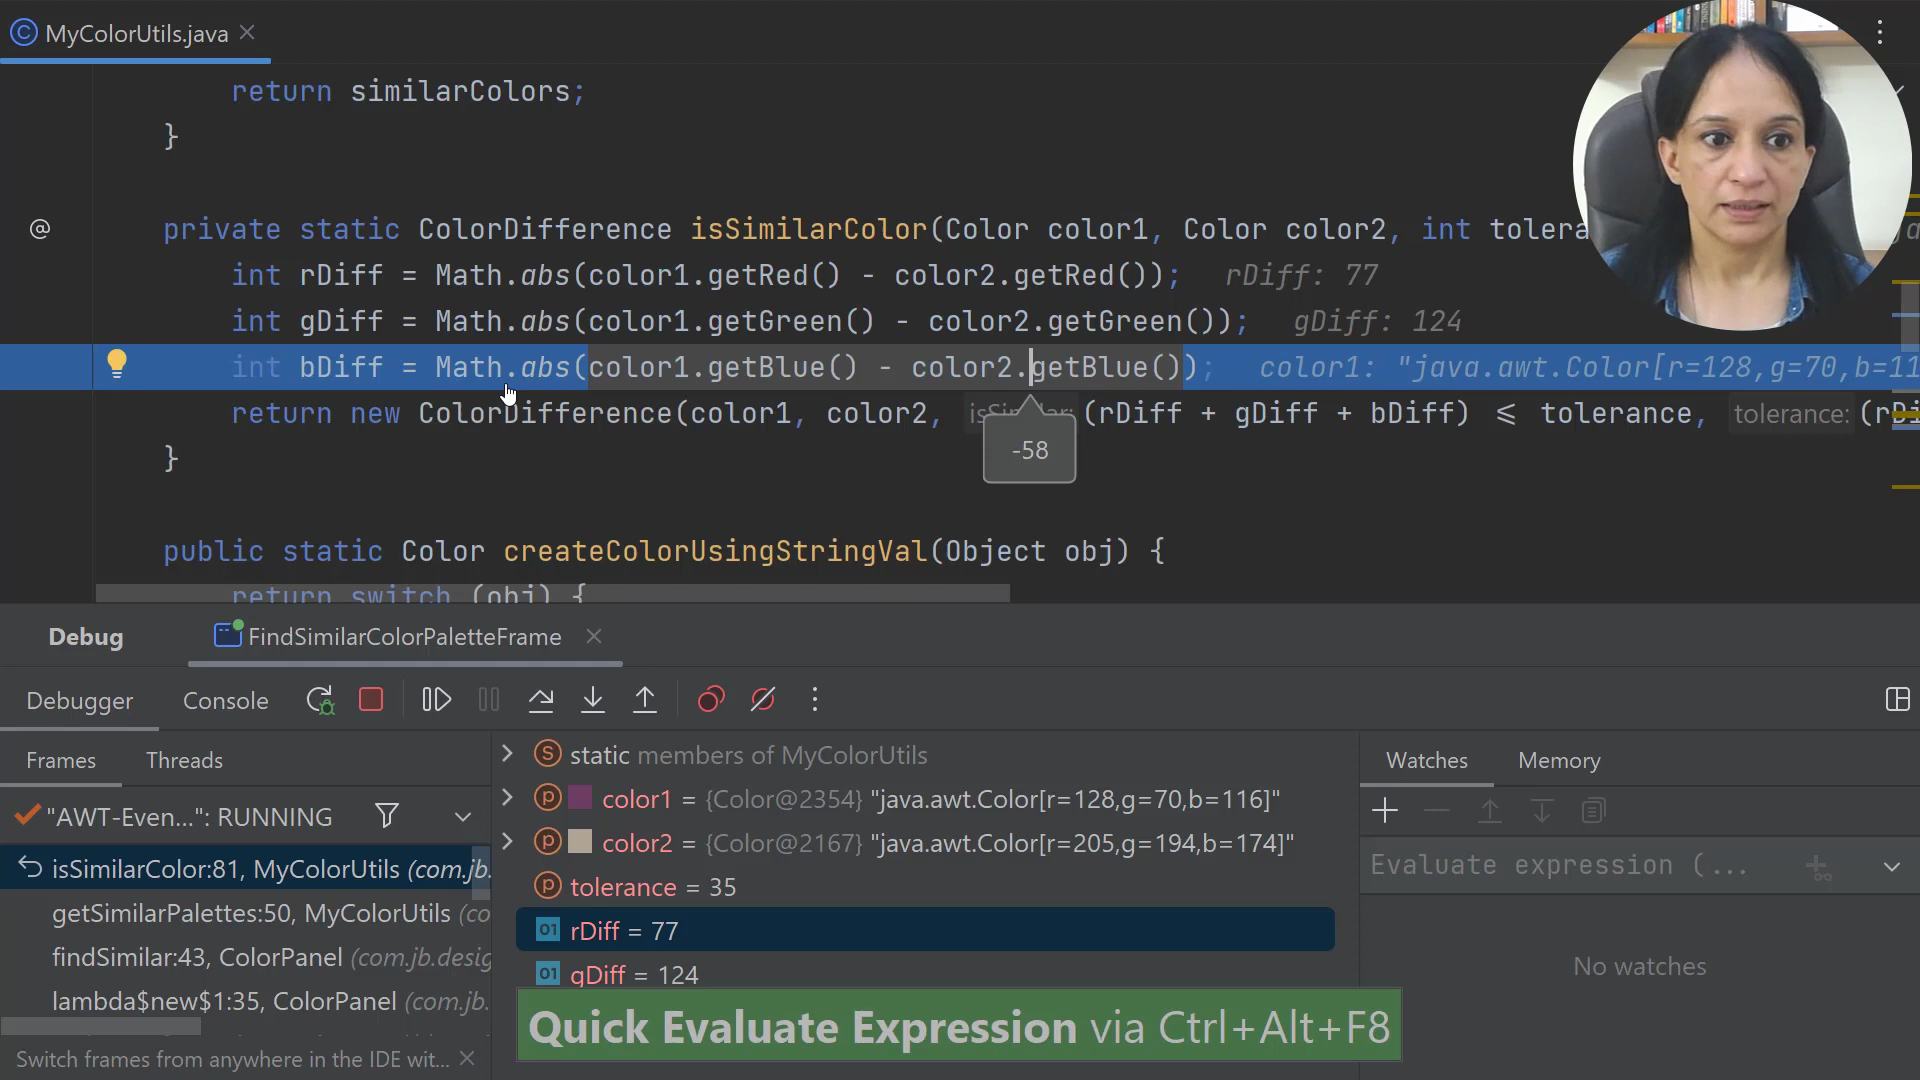 MyColorUtils.java
return similarColors;
}
@
private static ColorDifference isSimilarColor(Color color1, Color color2, int tolera
int rDiff = Math.abs(color1.getRed() - color2.getRed()); rDiff: 77
int gDiff = Math.abs(color1.getGreen() - color2.getGreen()); gDiff: 124
int bDiff = Math.abs(color1.getBlue() - color2.getBlue()); color1: "java.awt.Color[r=128,g=70,b=11
return new ColorDifference(color1, color2, isSimilar: (rDiff + gDiff + bDiff) ⩽ tolerance, tolerance: (rDi
-58
}
public static Color createColorUsingStringVal(Object obj) {
return switch (obj) {
Debug FindSimilarColorPaletteFrame
Debugger Console
Frames Threads
"AWT-Even...": RUNNING
isSimilarColor:81, MyColorUtils (com.jb.
getSimilarPalettes:50, MyColorUtils (co
findSimilar:43, ColorPanel (com.jb.desig
lambda$new$1:35, ColorPanel (com.jb.
Switch frames from anywhere in the IDE wit...
static members of MyColorUtils
color1 = {Color@2354} "java.awt.Color[r=128,g=70,b=116]"
color2 = {Color@2167} "java.awt.Color[r=205,g=194,b=174]"
tolerance = 35
rDiff = 77
gDiff = 124
Watches Memory
Evaluate expression (...
No watches
Quick Evaluate Expression via Ctrl+Alt+F8